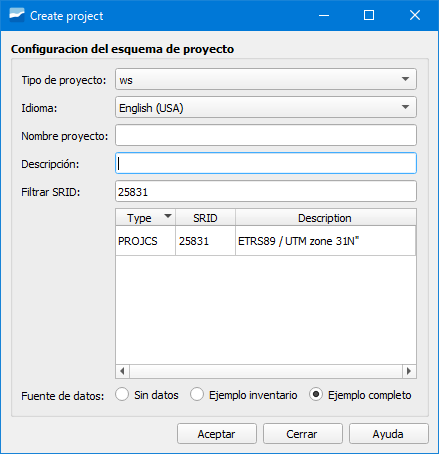 Create project
Configuracion del esquema de proyecto
Tipo de proyecto: ws
Idioma: English (USA)
Nombre proyecto:
Descripción:
Filtrar SRID: 25831
Type SRID Description
PROJCS 25831 ETRS89 / UTM zone 31N"
Fuente de datos: Sin datos Ejemplo inventario Ejemplo completo
Aceptar Cerrar Ayuda